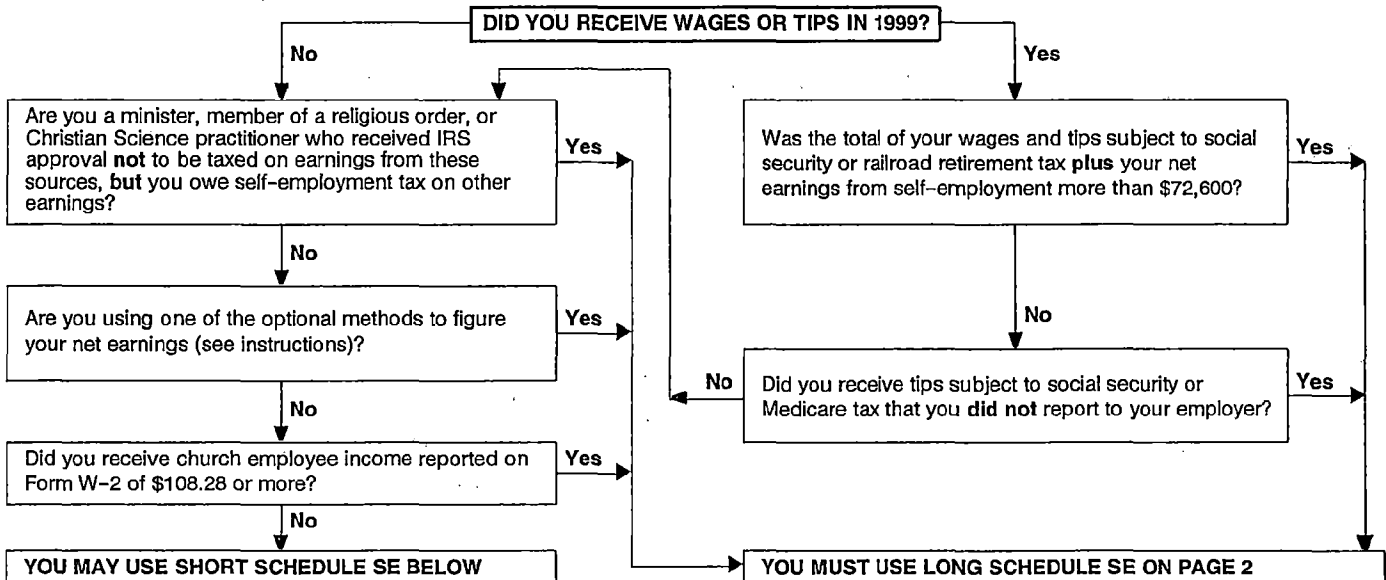 DID YOU RECEIVE WAGES OR TIPS IN 1999?
No
Yes
Are you a minister, member of a religious order, or
Christian Science practitioner who received IRS
approval not to be taxed on earnings from these
sources, but you owe self-employment tax on other
earnings?
Yes
Was the total of your wages and tips subject to social
security or railroad retirement tax plus your net
earnings from self-employment more than $72,600?
Yes
No
No
Are you using one of the optional methods to figure
your net earnings (see instructions)?
Yes
No
Did you receive tips subject to social security or
Medicare tax that you did not report to your employer?
Yes
No
Did you receive church employee income reported on
Form W-2 of $108.28 or more?
Yes
No
YOU MAY USE SHORT SCHEDULE SE BELOW
YOU MUST USE LONG SCHEDULE SE ON PAGE 2